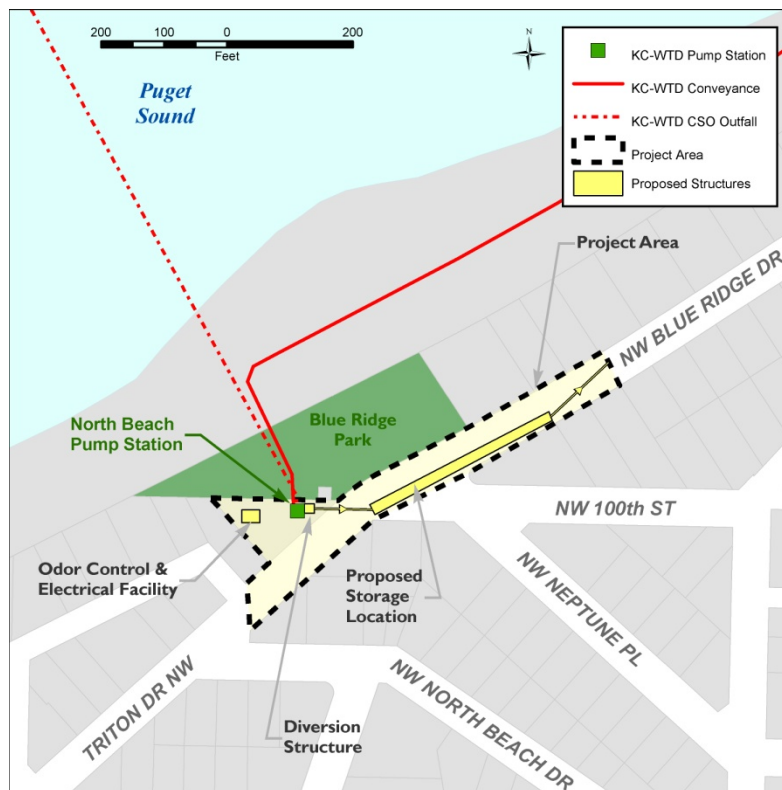 200 100 0 200
Feet
N
Puget
Sound
KC-WTD Pump Station
KC-WTD Conveyance
KC-WTD CSO Outfall
Project Area
Proposed Structures
Project Area
NW BLUE RIDGE DR
North Beach
Pump Station
Blue Ridge
Park
NW 100th ST
Odor Control &
Electrical Facility
Proposed
Storage
Location
NW NEPTUNE PL
TRITON DR NW
Diversion
Structure
NW NORTH BEACH DR